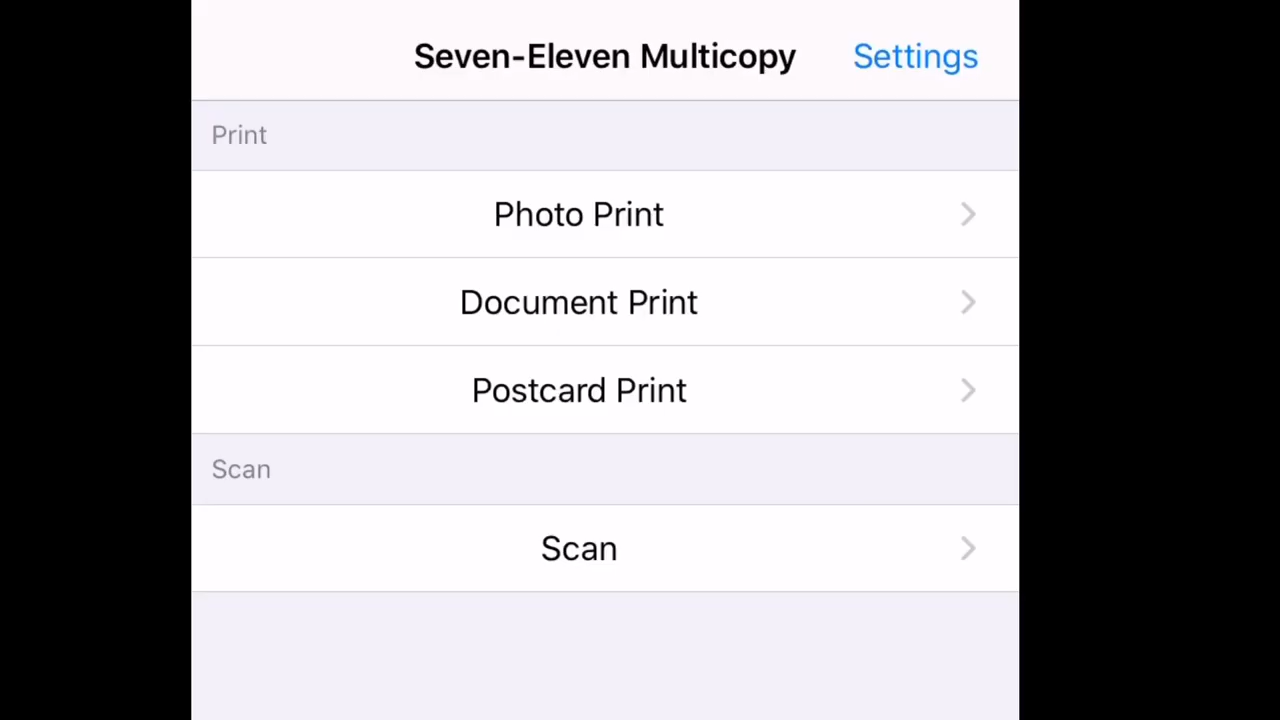 Seven-Eleven Multicopy Settings
Print
Photo Print
Document Print
Postcard Print
Scan
Scan